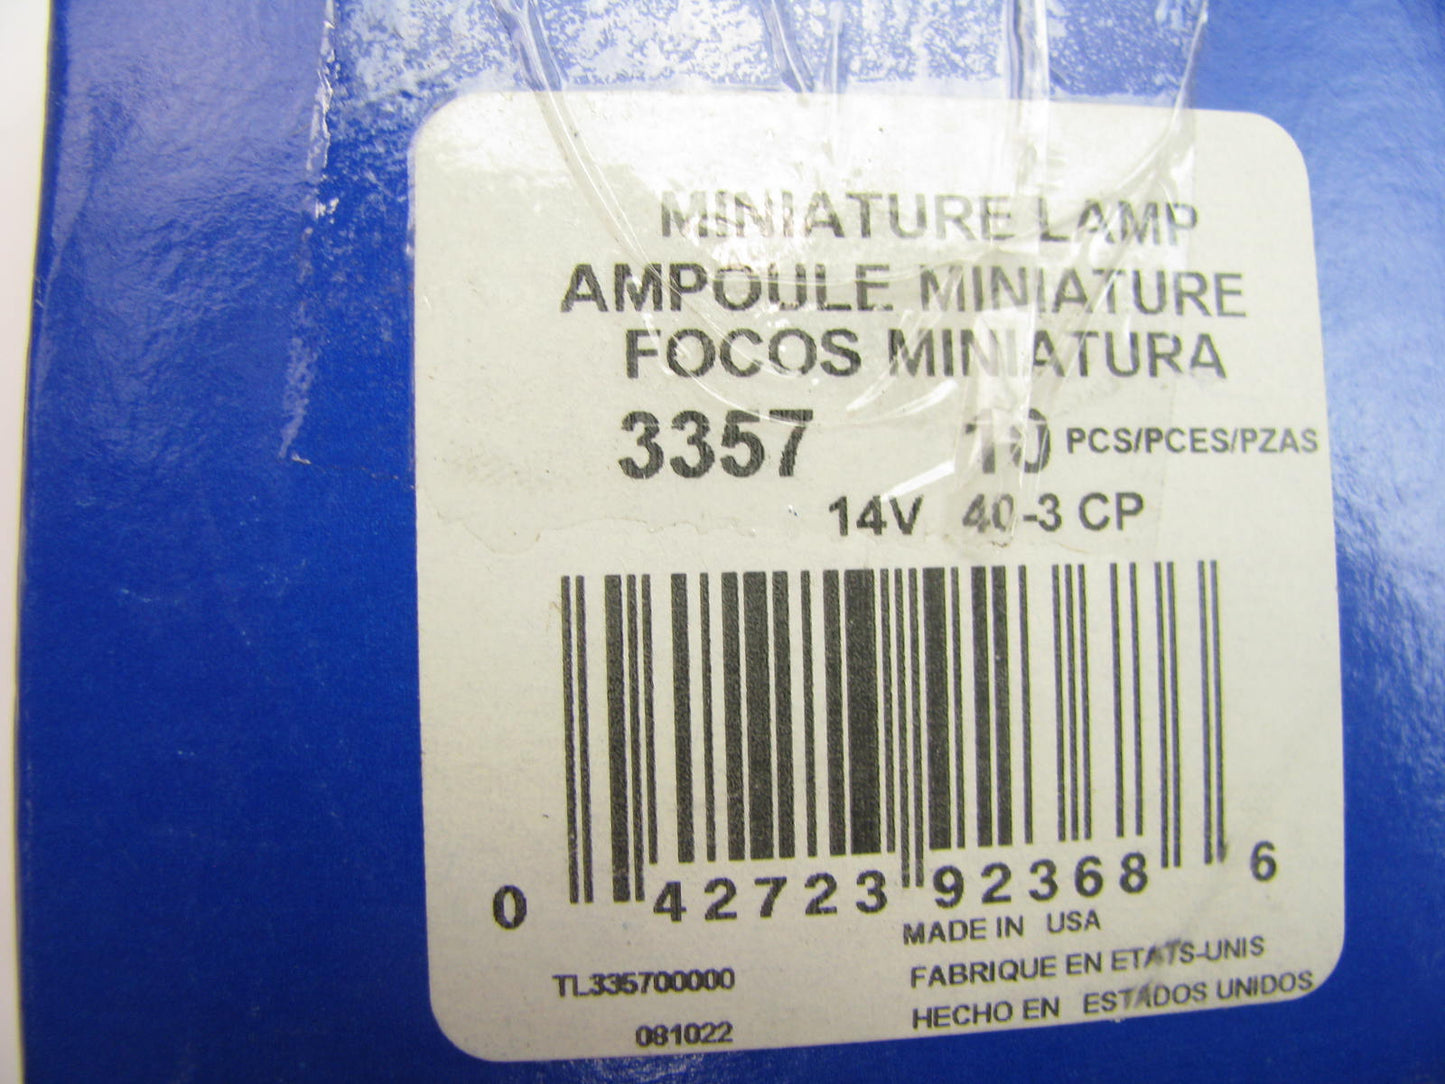 MINIATURE LAMP
AMPOULE MINIATURE
FOCOS MINIATURA
3357 10 PCS/PCES/PZAS
14V 40-3 CP
0 42723 92368 6
MADE IN USA
FABRIQUE EN ETATS-UNIS
HECHO EN ESTADOS UNIDOS
TL335700000
081022